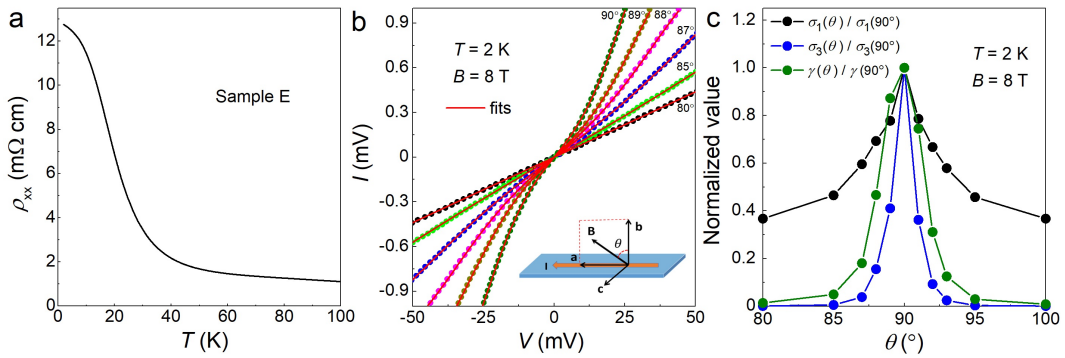 a
ρxx (mΩ cm)
12
10
8
6
4
2
0
Sample E
0
20
40
60
80
100
T (K)
b
I (mV)
0.9
0.6
0.3
0
-0.3
-0.6
-0.9
90°
89°
88°
87°
85°
80°
T = 2 K
B = 8 T
fits
B
θ
b
a
I
c
-50
-25
0
25
50
V (mV)
c
Normalized value
1.0
0.8
0.6
0.4
0.2
0.0
σ1(θ) / σ1(90°)
σ3(θ) / σ3(90°)
γ(θ) / γ(90°)
T = 2 K
B = 8 T
80
85
90
95
100
θ (°)